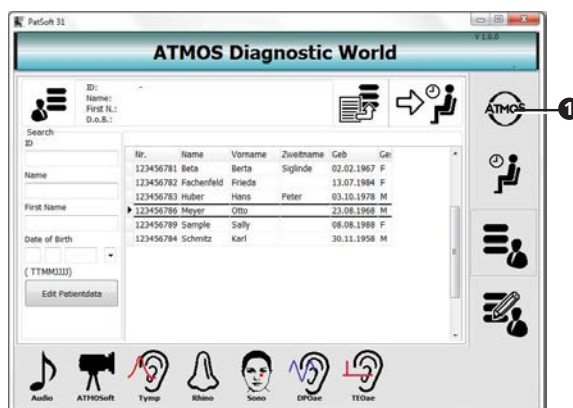 PatSoft 31
V 1.0.0
ATMOS Diagnostic World
ID: -
Name:
First N.:
D.o.B.:
ATMOS
1
Search
ID
Name
First Name
Date of Birth
( TTMMJJJJ)
Edit Patientdata
Nr. Name Vorname Zweitname Geb Ge:
123456781 Beta Berta Siglinde 02.02.1967 F
123456782 Fachenfeld Frieda 13.07.1984 F
123456783 Huber Hans Peter 03.10.1978 M
123456786 Meyer Otto 23.08.1968 M
123456789 Sample Sally 08.08.1988 F
123456784 Schmitz Karl 30.11.1958 M
Audio ATMOSoft Tymp Rhino Sono DPOae TEOae